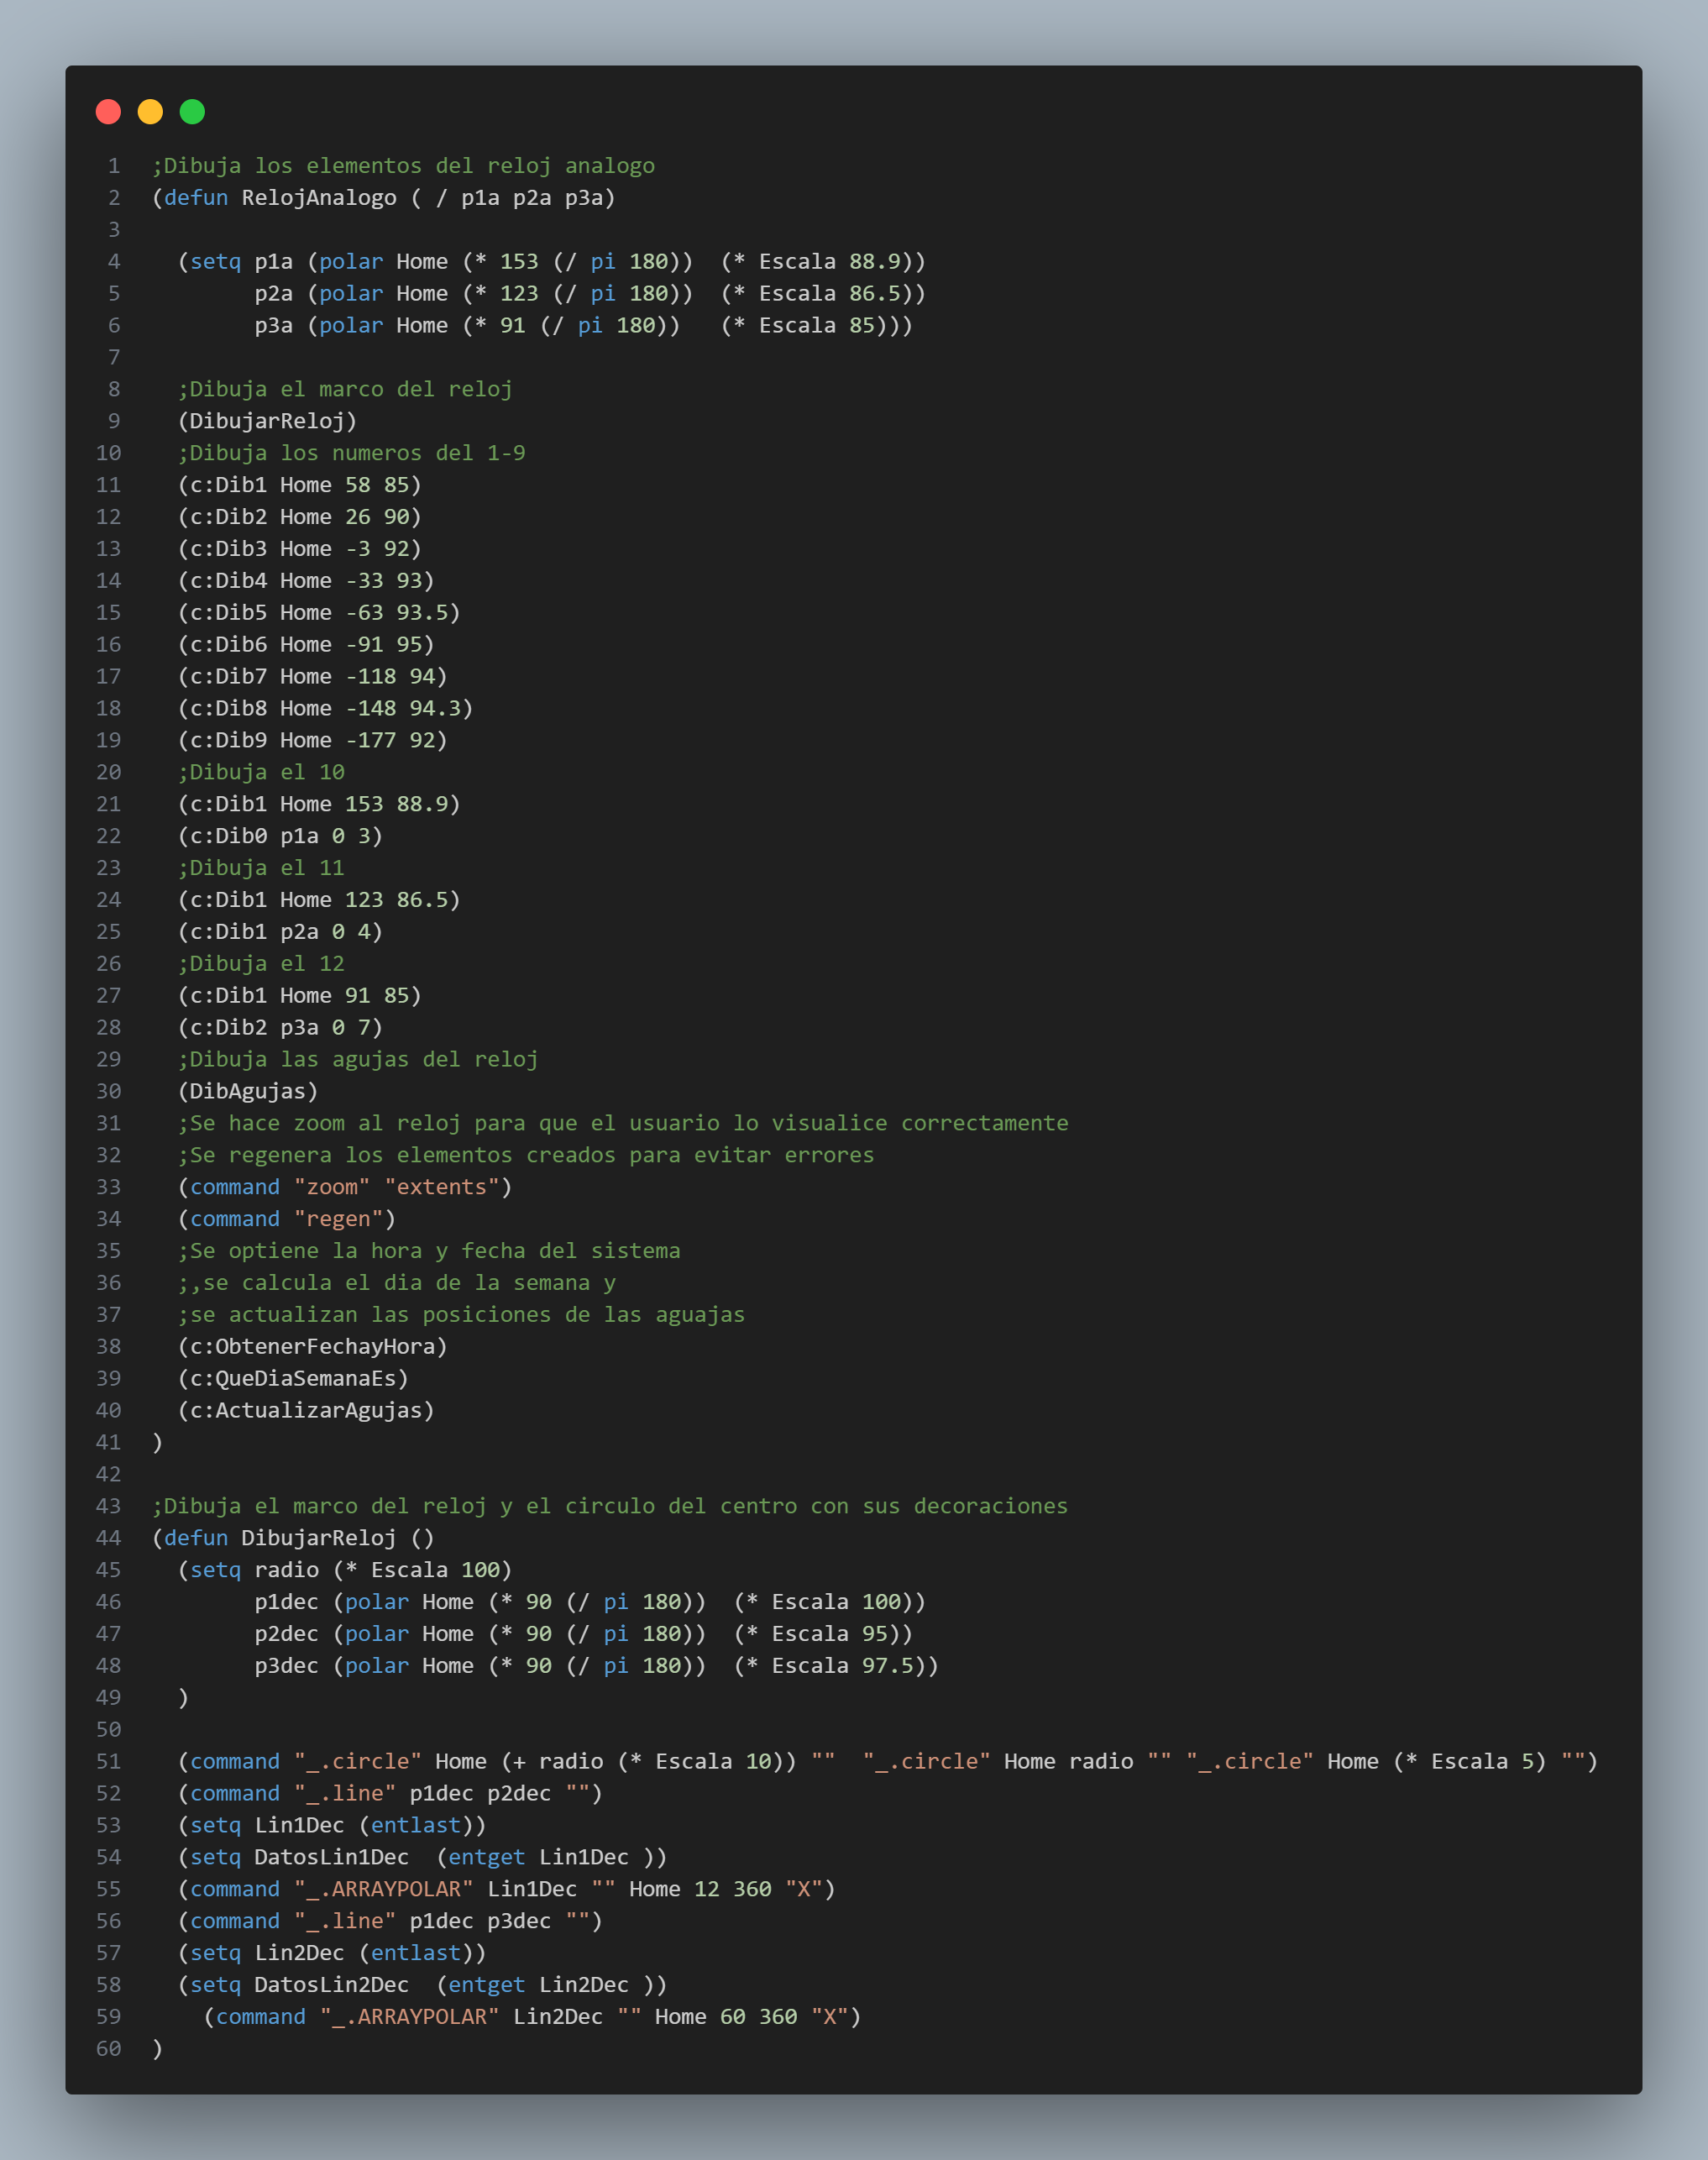 1 ;Dibuja los elementos del reloj analogo
2 (defun RelojAnalogo ( / p1a p2a p3a)
3
4   (setq p1a (polar Home (* 153 (/ pi 180))  (* Escala 88.9))
5         p2a (polar Home (* 123 (/ pi 180))  (* Escala 86.5))
6         p3a (polar Home (* 91 (/ pi 180))   (* Escala 85)))
7
8   ;Dibuja el marco del reloj
9   (DibujarReloj)
10   ;Dibuja los numeros del 1-9
11   (c:Dib1 Home 58 85)
12   (c:Dib2 Home 26 90)
13   (c:Dib3 Home -3 92)
14   (c:Dib4 Home -33 93)
15   (c:Dib5 Home -63 93.5)
16   (c:Dib6 Home -91 95)
17   (c:Dib7 Home -118 94)
18   (c:Dib8 Home -148 94.3)
19   (c:Dib9 Home -177 92)
20   ;Dibuja el 10
21   (c:Dib1 Home 153 88.9)
22   (c:Dib0 p1a 0 3)
23   ;Dibuja el 11
24   (c:Dib1 Home 123 86.5)
25   (c:Dib1 p2a 0 4)
26   ;Dibuja el 12
27   (c:Dib1 Home 91 85)
28   (c:Dib2 p3a 0 7)
29   ;Dibuja las agujas del reloj
30   (DibAgujas)
31   ;Se hace zoom al reloj para que el usuario lo visualice correctamente
32   ;Se regenera los elementos creados para evitar errores
33   (command "zoom" "extents")
34   (command "regen")
35   ;Se optiene la hora y fecha del sistema
36   ;,se calcula el dia de la semana y
37   ;se actualizan las posiciones de las aguajas
38   (c:ObtenerFechayHora)
39   (c:QueDiaSemanaEs)
40   (c:ActualizarAgujas)
41 )
42
43 ;Dibuja el marco del reloj y el circulo del centro con sus decoraciones
44 (defun DibujarReloj ()
45   (setq radio (* Escala 100)
46         p1dec (polar Home (* 90 (/ pi 180))  (* Escala 100))
47         p2dec (polar Home (* 90 (/ pi 180))  (* Escala 95))
48         p3dec (polar Home (* 90 (/ pi 180))  (* Escala 97.5))
49   )
50
51   (command "_.circle" Home (+ radio (* Escala 10)) ""  "_.circle" Home radio "" "_.circle" Home (* Escala 5) "")
52   (command "_.line" p1dec p2dec "")
53   (setq Lin1Dec (entlast))
54   (setq DatosLin1Dec  (entget Lin1Dec ))
55   (command "_.ARRAYPOLAR" Lin1Dec "" Home 12 360 "X")
56   (command "_.line" p1dec p3dec "")
57   (setq Lin2Dec (entlast))
58   (setq DatosLin2Dec  (entget Lin2Dec ))
59     (command "_.ARRAYPOLAR" Lin2Dec "" Home 60 360 "X")
60 )